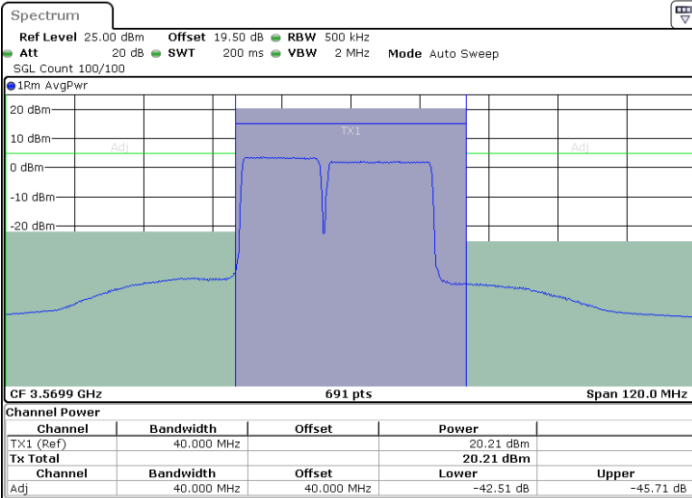 Spectrum
Ref Level 25.00 dBm Offset 19.50 dB RBW 500 kHz
Att 20 dB SWT 200 ms VBW 2 MHz Mode Auto Sweep
SGL Count 100/100
1Rm AvgPwr
20 dBm
TX1
10 dBm
Adj Adj
0 dBm
-10 dBm
-20 dBm
CF 3.5699 GHz 691 pts Span 120.0 MHz
Channel Power
Channel Bandwidth Offset Power
TX1 (Ref) 40.000 MHz 20.21 dBm
Tx Total 20.21 dBm
Channel Bandwidth Offset Lower Upper
Adj 40.000 MHz 40.000 MHz -42.51 dB -45.71 dB